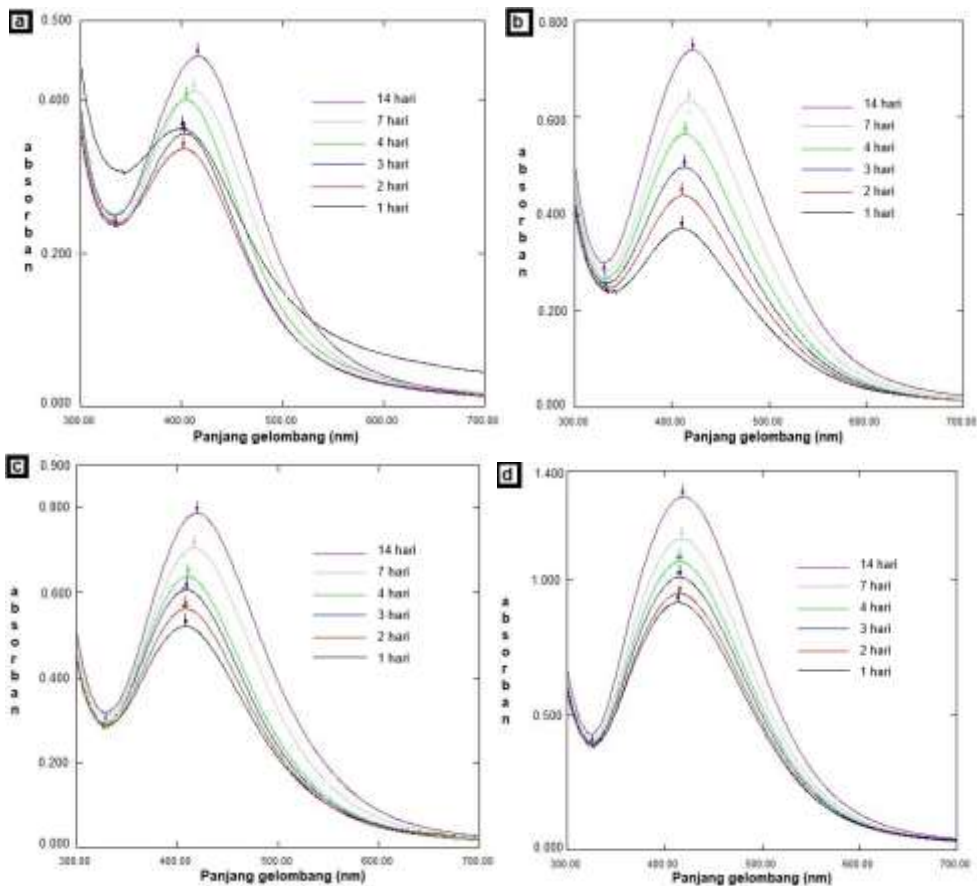 a
0.500
0.400
0.200
0.000
absorban
14 hari
7 hari
4 hari
3 hari
2 hari
1 hari
300.00 400.00 500.00 600.00 700.00
Panjang gelombang (nm)
b
0.800
0.600
0.400
0.200
0.000
absorban
14 hari
7 hari
4 hari
3 hari
2 hari
1 hari
300.00 400.00 500.00 600.00 700.00
Panjang gelombang (nm)
c
0.900
0.800
0.600
0.400
0.200
0.000
absorban
14 hari
7 hari
4 hari
3 hari
2 hari
1 hari
300.00 400.00 500.00 600.00 700.00
Panjang gelombang (nm)
d
1.400
1.000
0.500
0.000
absorban
14 hari
7 hari
4 hari
3 hari
2 hari
1 hari
300.00 400.00 500.00 600.00 700.00
Panjang gelombang (nm)